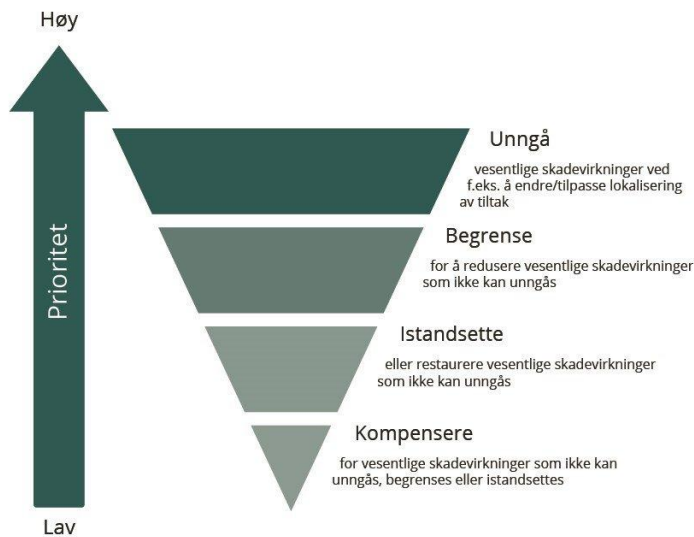 Høy
Prioritet
Lav
Unngå
vesentlige skadevirkninger ved
f.eks. å endre/tilpasse lokalisering
av tiltak
Begrense
for å redusere vesentlige skadevirkninger
som ikke kan unngås
Istandsette
eller restaurere vesentlige skadevirkninger
som ikke kan unngås
Kompensere
for vesentlige skadevirkninger som ikke kan
unngås, begrenses eller istandsettes